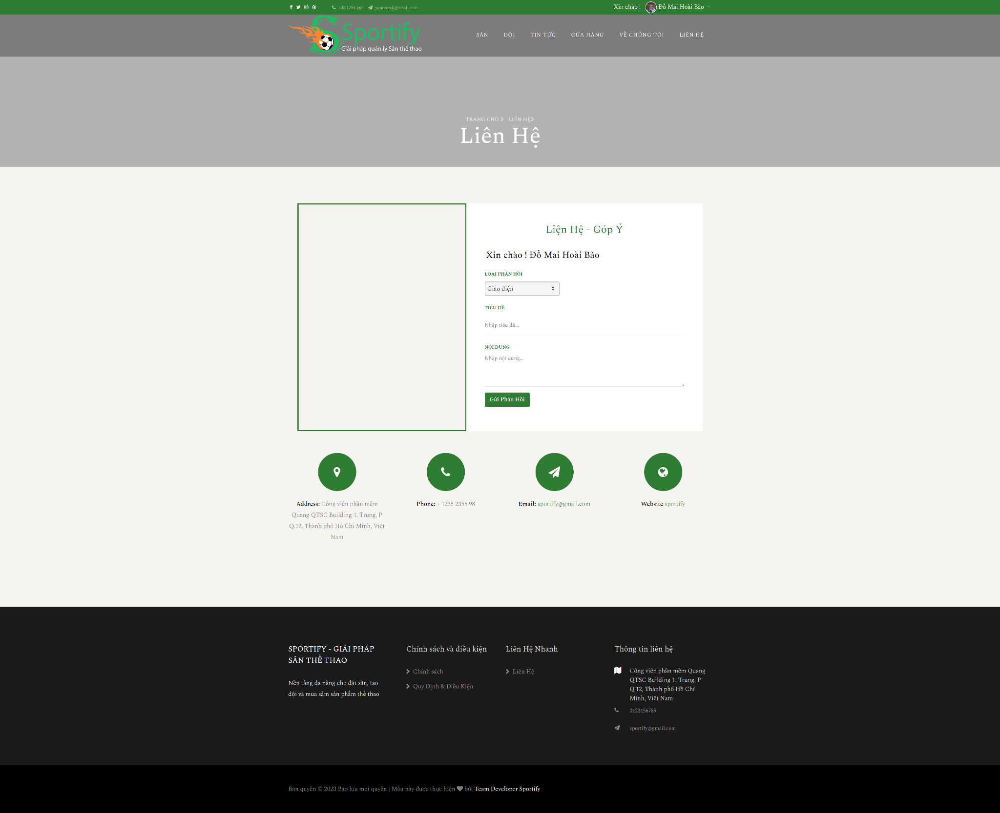 +00 1234 567 youremail@email.com Xin chào ! Đỗ Mai Hoài Bão
Sportify
Giải pháp quản lý Sân thể thao
SÂN ĐỘI TIN TỨC CỬA HÀNG VỀ CHÚNG TÔI LIÊN HỆ
TRANG CHỦ LIÊN HỆ
Liên Hệ
Liện Hệ - Góp Ý
Xin chào ! Đỗ Mai Hoài Bão
LOẠI PHẢN HỒI
Giao diện
TIÊU ĐỀ
Nhập tiêu đề...
NỘI DUNG
Nhập nội dung...
Gửi Phản Hồi
Address: Công viên phần mềm
Quang QTSC Building 1, Trung, P
Q.12, Thành phố Hồ Chí Minh, Việt
Nam
Phone: + 1235 2355 98
Email: sportify@gmail.com
Website sportify
SPORTIFY - GIẢI PHÁP
SÂN THỂ THAO
Nền tảng đa năng cho đặt sân, tạo
đội và mua sắm sản phẩm thể thao
Chính sách và điều kiện
Chính sách
Quy Định & Điều Kiện
Liên Hệ Nhanh
Liên Hệ
Thông tin liên hệ
Công viên phần mềm Quang
QTSC Building 1, Trung, P
Q.12, Thành phố Hồ Chí
Minh, Việt Nam
0123456789
sportify@gmail.com
Bản quyền © 2023 Bảo lưu mọi quyền | Mẫu này được thực hiện bởi Team Developer Sportify